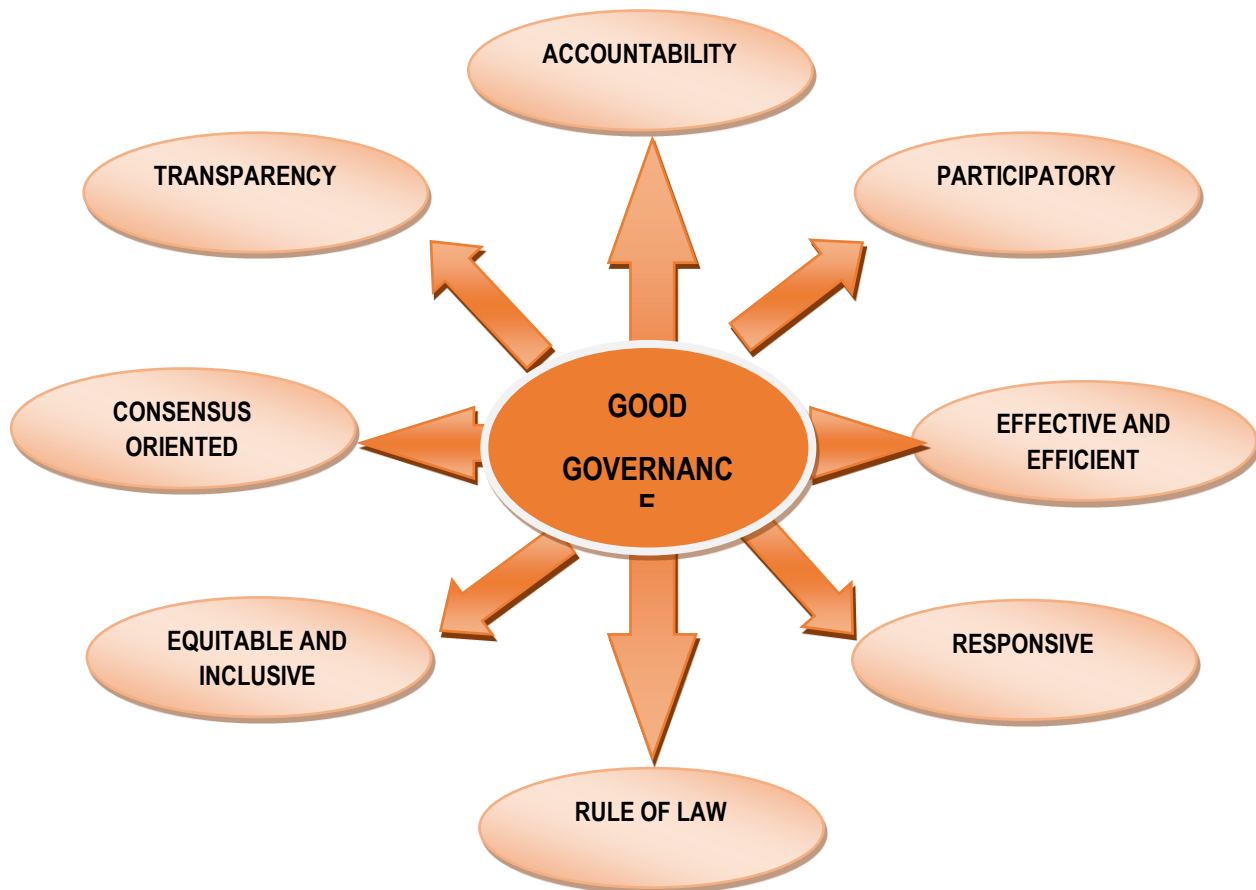 ACCOUNTABILITY
TRANSPARENCY
PARTICIPATORY
CONSENSUS
ORIENTED
GOOD
GOVERNANC
E
EFFECTIVE AND
EFFICIENT
EQUITABLE AND
INCLUSIVE
RESPONSIVE
RULE OF LAW